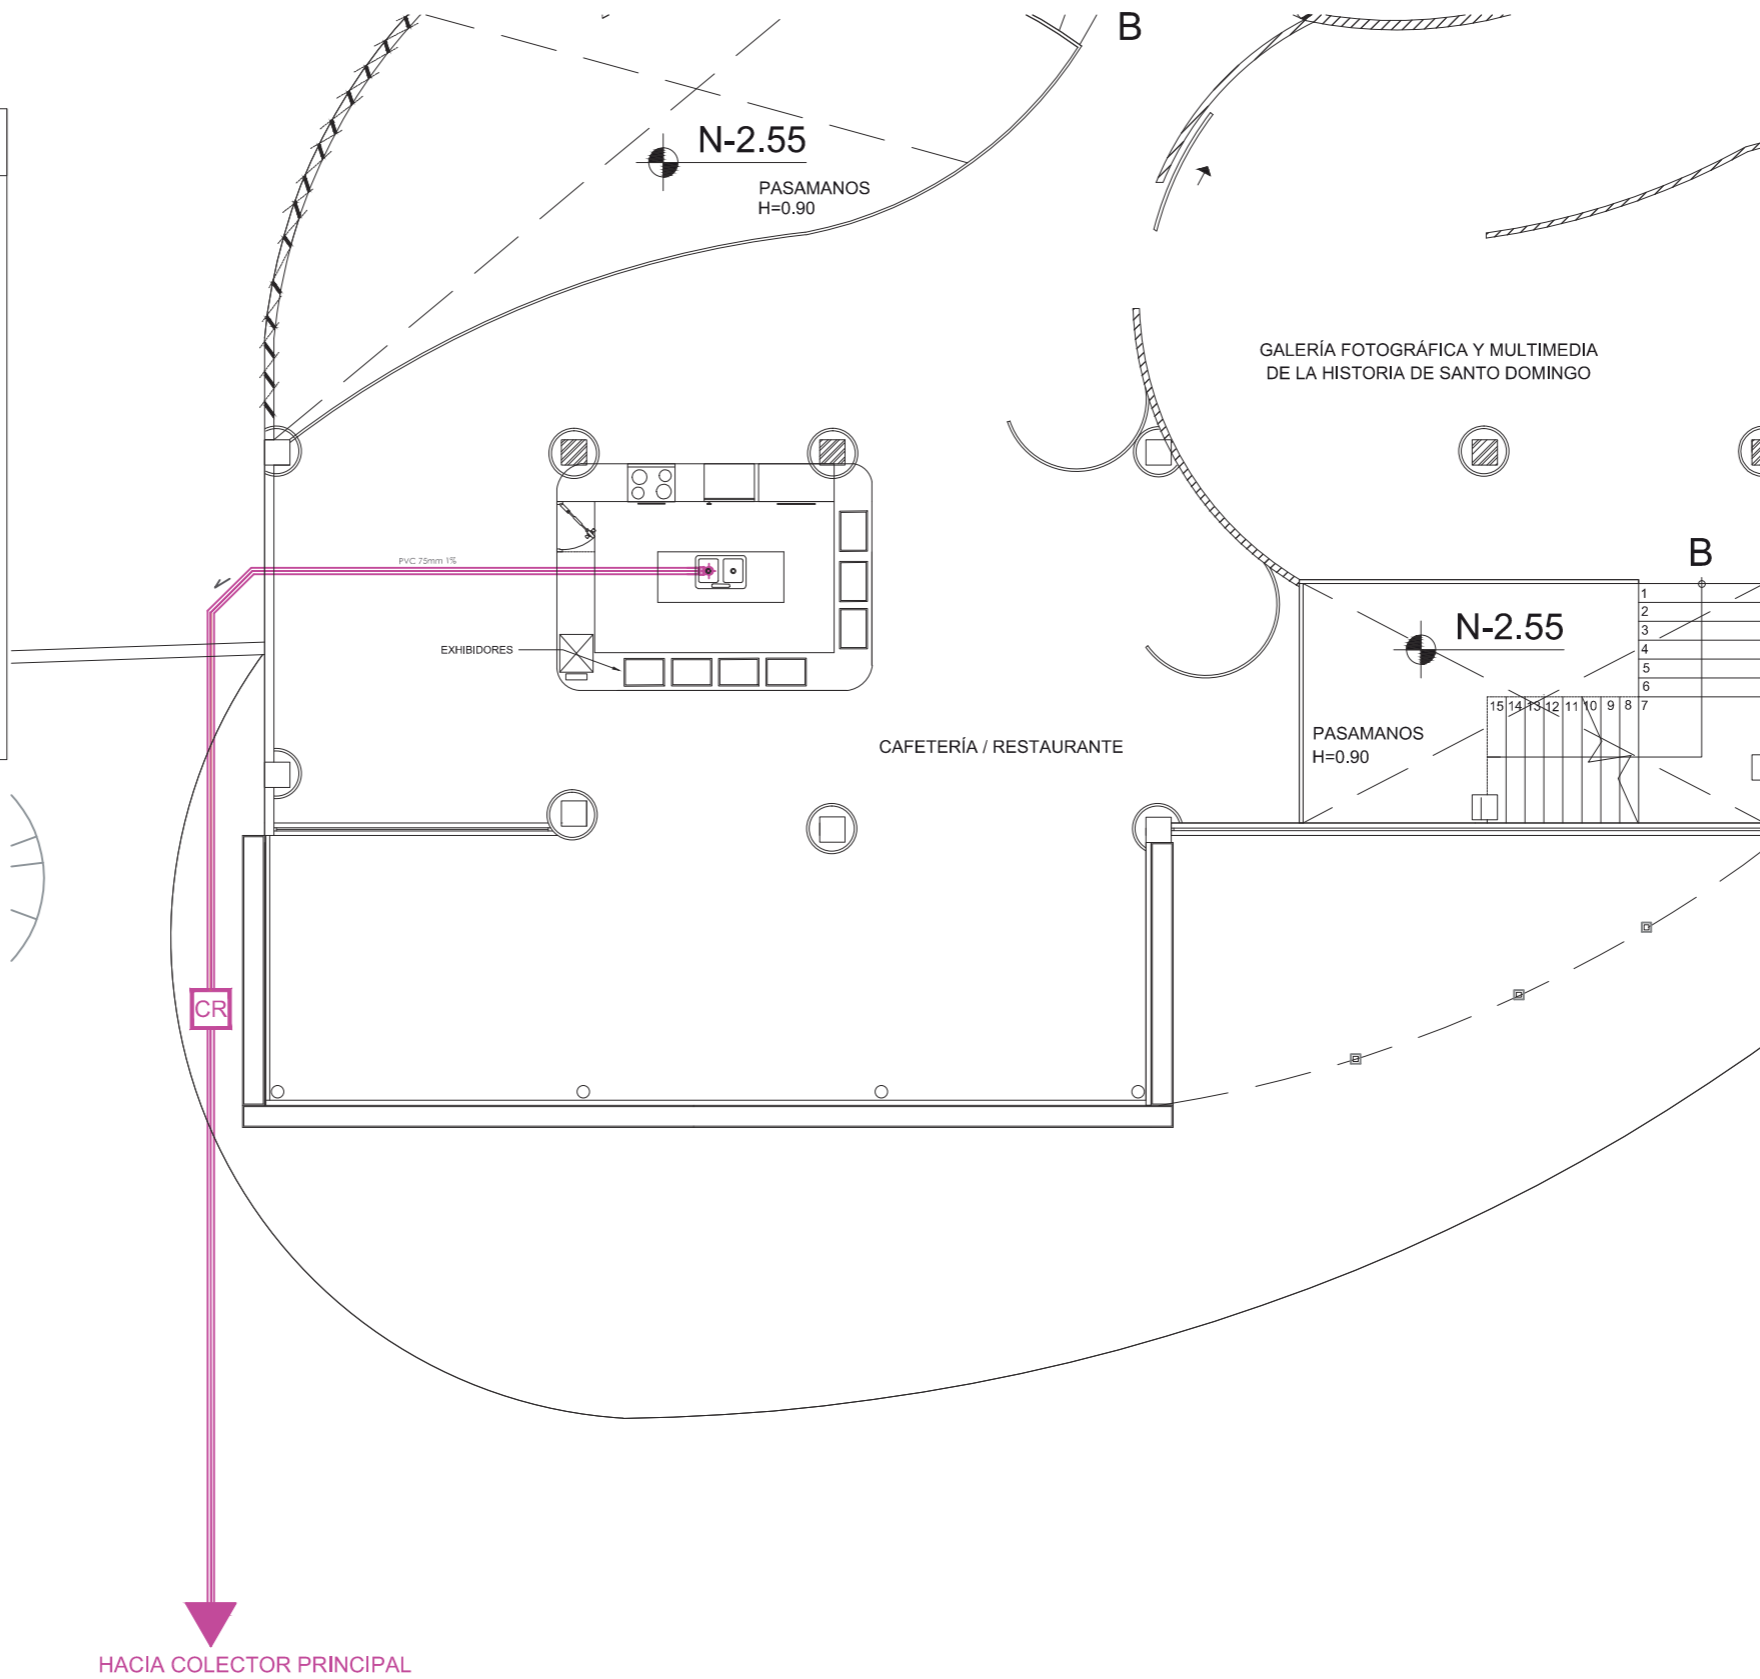 B
N-2.55
PASAMANOS
H=0.90
GALERÍA FOTOGRÁFICA Y MULTIMEDIA
DE LA HISTORIA DE SANTO DOMINGO
PVC 75mm 1%
B
1
2
3
4
5
6
7
N-2.55
EXHIBIDORES
15 14 13 12 11 10 9 8
PASAMANOS
H=0.90
CAFETERÍA / RESTAURANTE
CR
HACIA COLECTOR PRINCIPAL